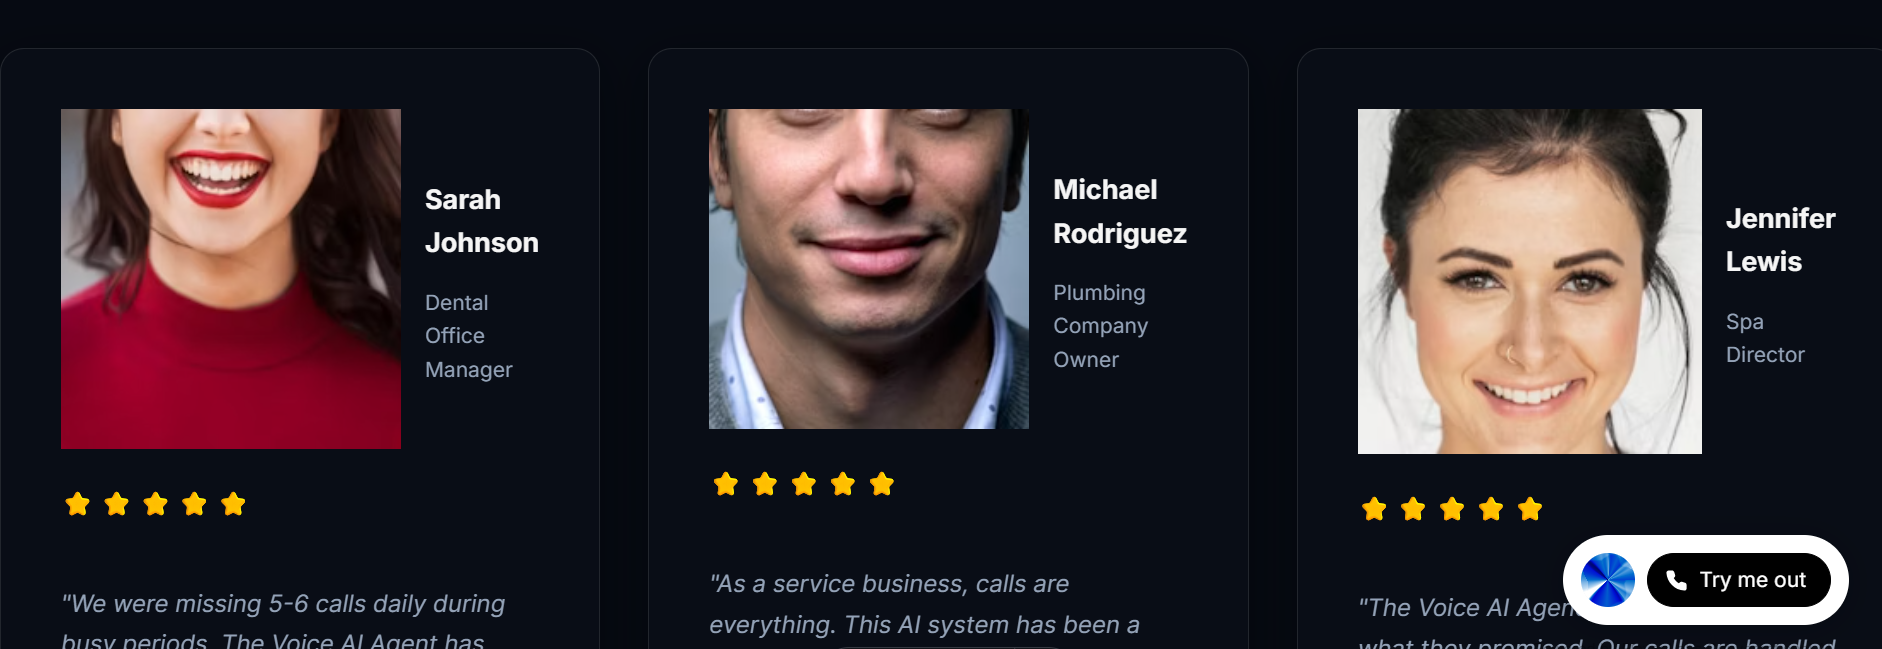 Sarah
Johnson
Dental
Office
Manager
"We were missing 5-6 calls daily during
busy periods. The Voice AI Agent has
Michael
Rodriguez
Plumbing
Company
Owner
"As a service business, calls are
everything. This AI system has been a
Jennifer
Lewis
Spa
Director
"The Voice AI Agen
what they promised. Our calls are handled
Try me out